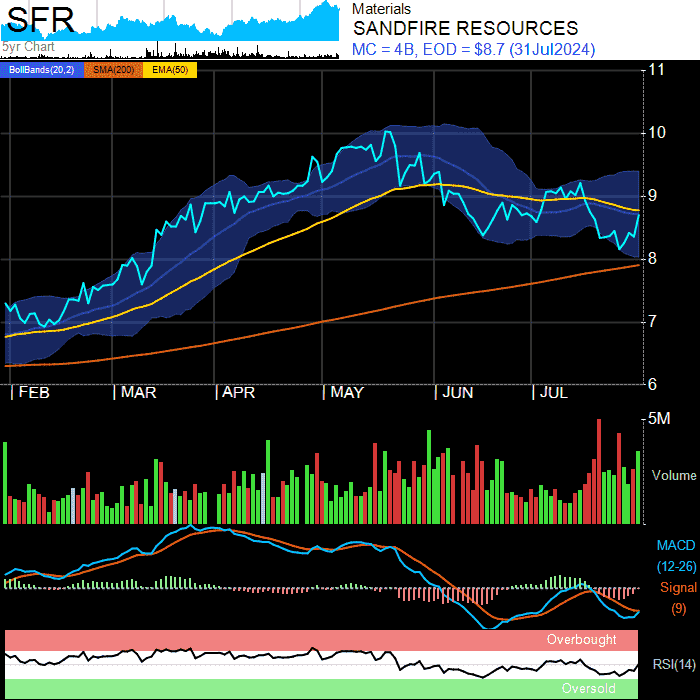 SFR
5yr Chart
Materials
SANDFIRE RESOURCES
MC = 4B, EOD = $8.7 (31Jul2024)
BollBands(20,2) SMA(200) EMA(50)
11
10
9
8
7
6
FEB MAR APR MAY JUN JUL
5M
Volume
MACD
(12-26)
Signal
(9)
Overbought
RSI(14)
Oversold